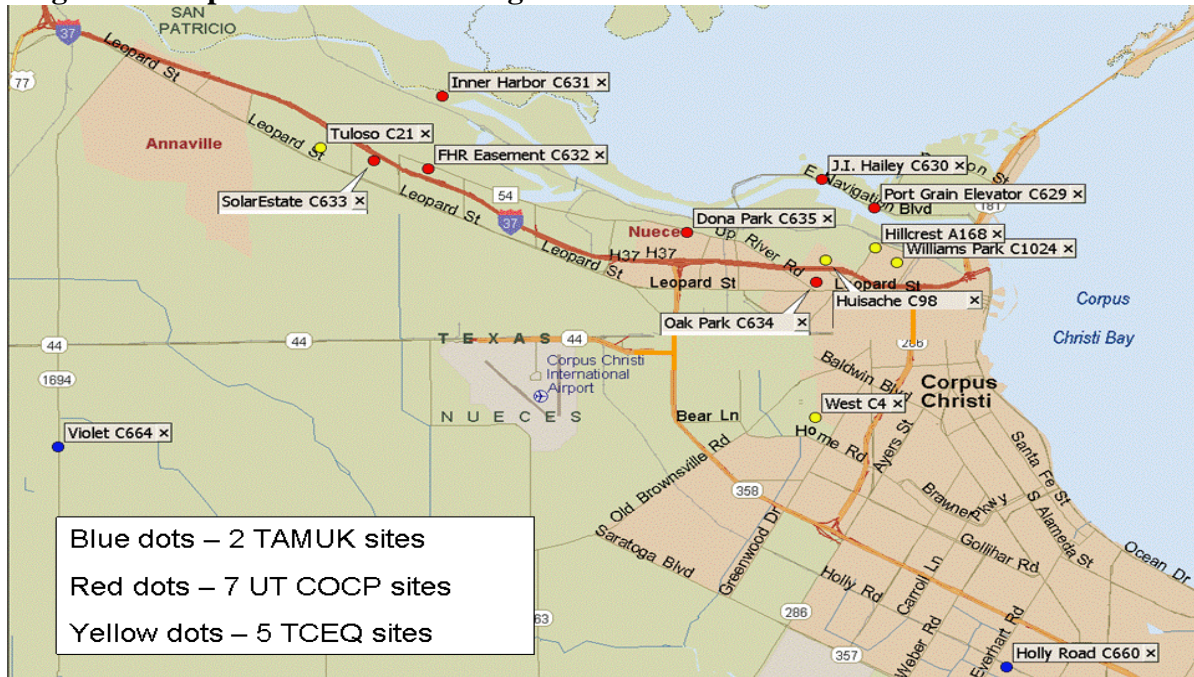 SAN
PATRICIO
37
Leopard St
77
Inner Harbor C631 ×
Annaville
Leopard St
Tuloso C21 ×
FHR Easement C632 ×
J.I. Hailey C630 ×
E Navigation Blvd
Port Grain Elevator C629 ×
181
SolarEstate C633 ×
Leopard St
54
37
Dona Park C635 ×
Nuece
Up River Rd
Hillcrest A168 ×
Williams Park C1024 ×
H37 H37
Leopard St
Leopard St
Leopard St
Huisache C98 ×
Oak Park C634 ×
Corpus
Christi Bay
44
44
TEXAS
44
286
Corpus Christi
International
Airport
Baldwin Blvd
Corpus
Christi
1694
NUECES
Bear Ln
West C4 ×
Violet C664 ×
Home Rd
Ayers St
Santa Fe St
Old Brownsville Rd
358
Brawner Pkwy
S Alameda St
Saratoga Blvd
Greenwood Dr
Gollihar Rd
Ocean Dr
Blue dots – 2 TAMUK sites
Red dots – 7 UT COCP sites
Yellow dots – 5 TCEQ sites
63
Holly Rd
Carroll Ln
286
Weber Rd
Everhart Rd
357
Holly Road C660 ×